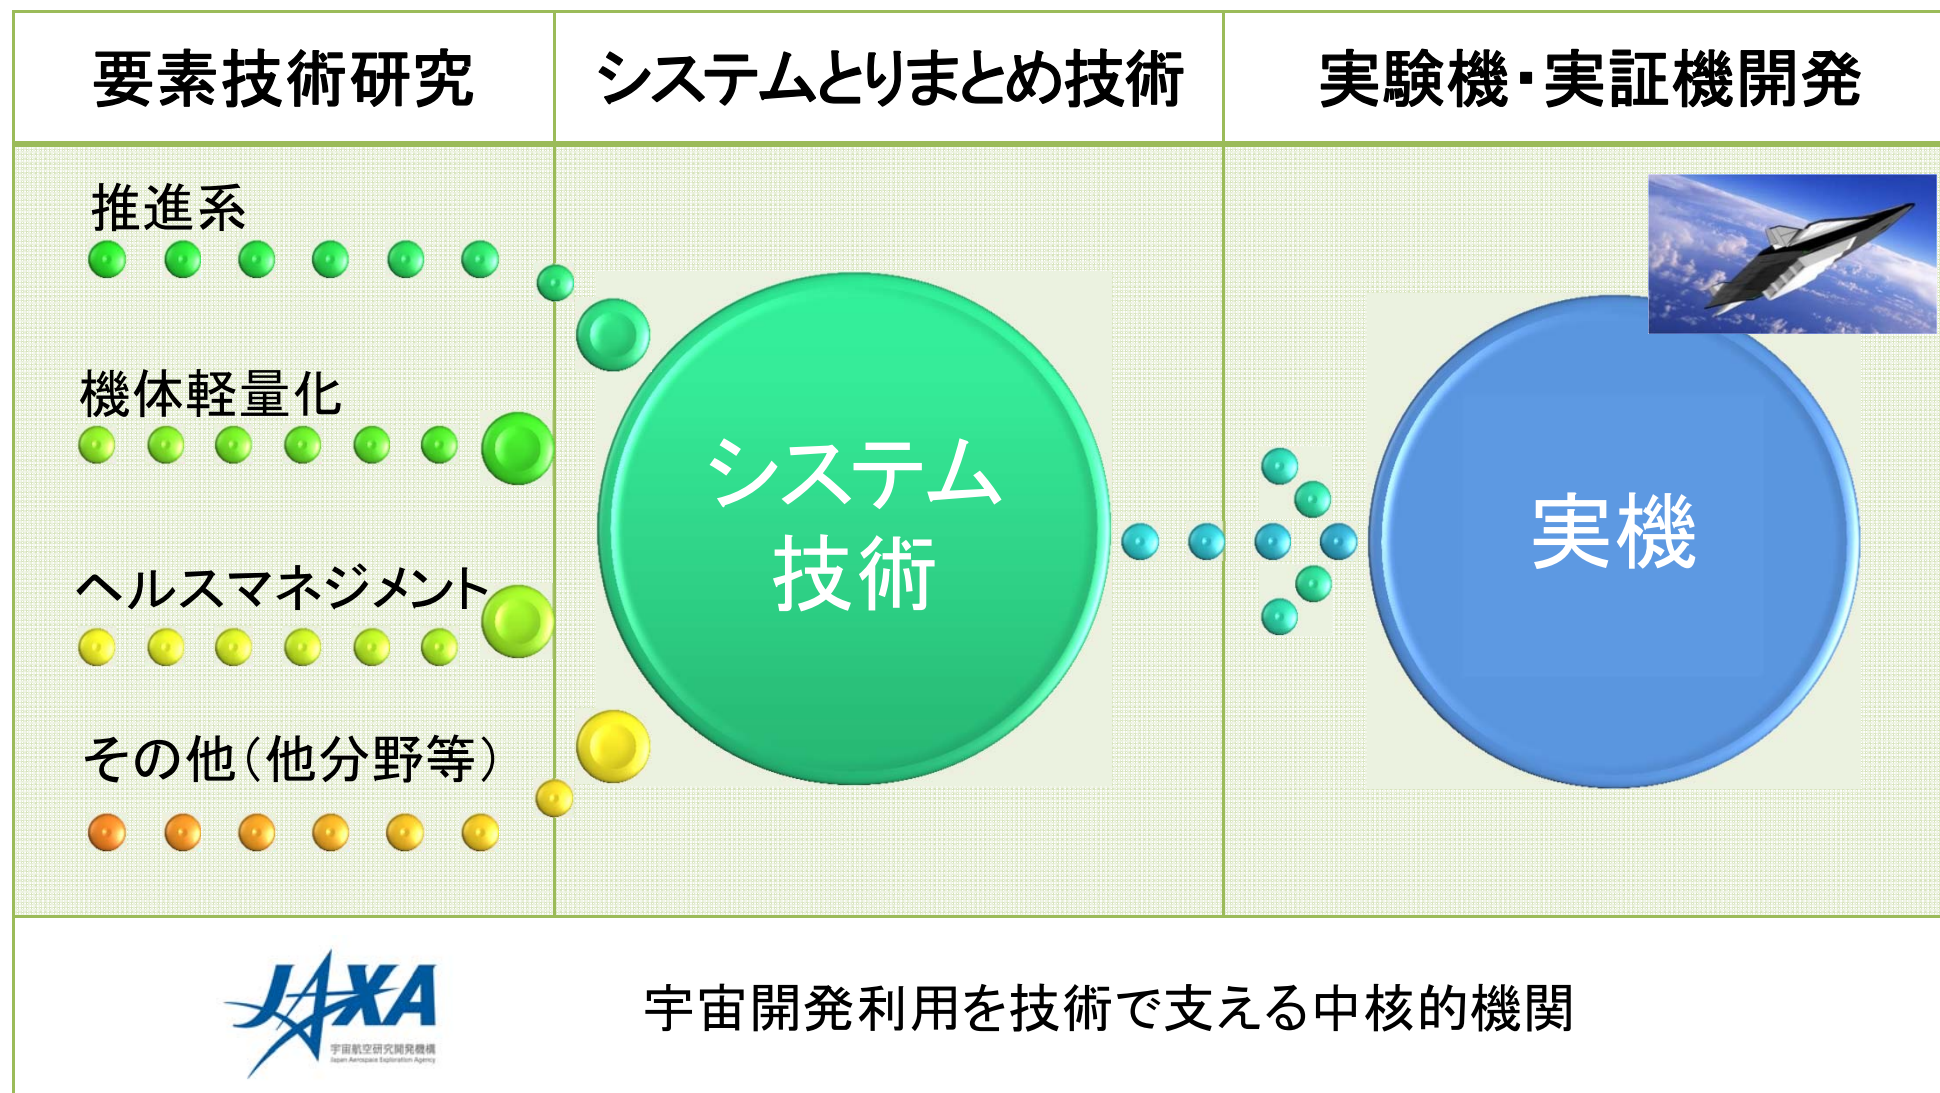 要素技術研究
システムとりまとめ技術
実験機・実証機開発
推進系
機体軽量化
ヘルスマネジメント
その他(他分野等)
システム
技術
実機
JAXA
宇宙航空研究開発機構
Japan Aerospace Exploration Agency
宇宙開発利用を技術で支える中核的機関